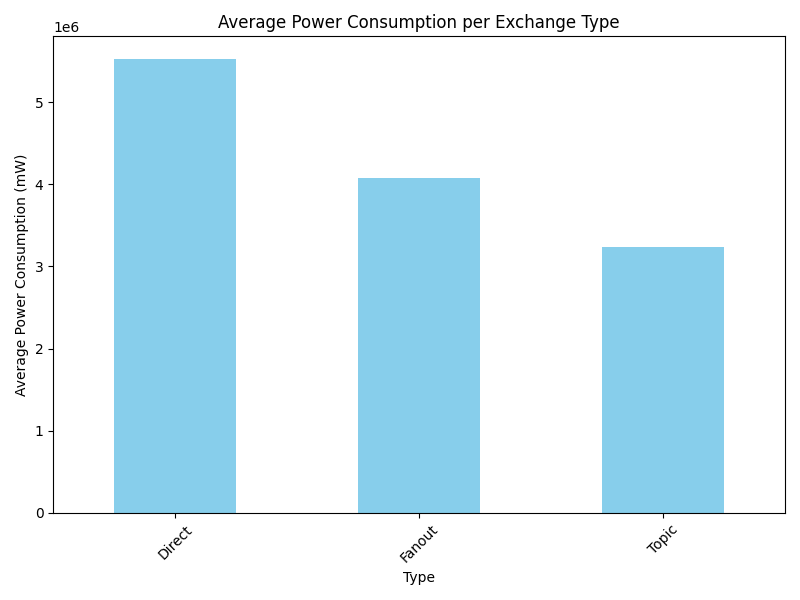 Average Power Consumption per Exchange Type
1e6
Average Power Consumption (mW)
5
4
3
2
1
0
Direct
Fanout
Topic
Type